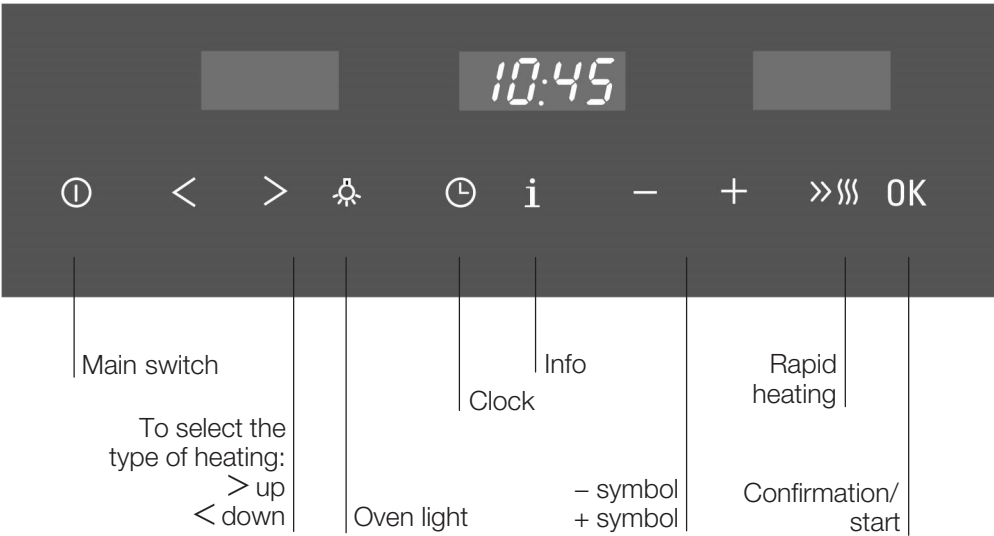 10:45
< > i − + >> OK
Main switch
Info
Rapid
heating
Clock
To select the
type of heating:
> up
< down
Oven light
− symbol
+ symbol
Confirmation/
start